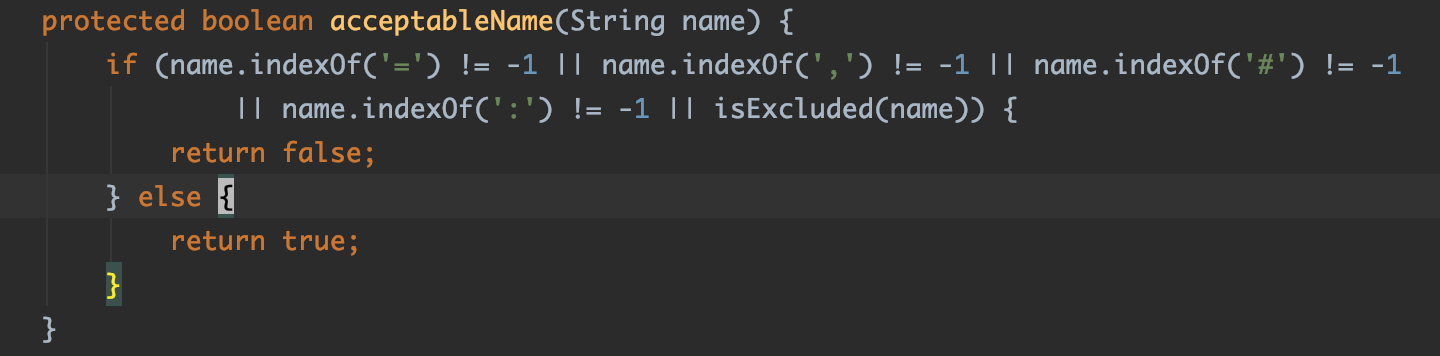 protected boolean acceptableName(String name) {
if (name.indexOf('=') != -1 || name.indexOf(',') != -1 || name.indexOf('#') != -1
|| name.indexOf(':') != -1 || isExcluded(name)) {
return false;
} else {
return true;
}
}